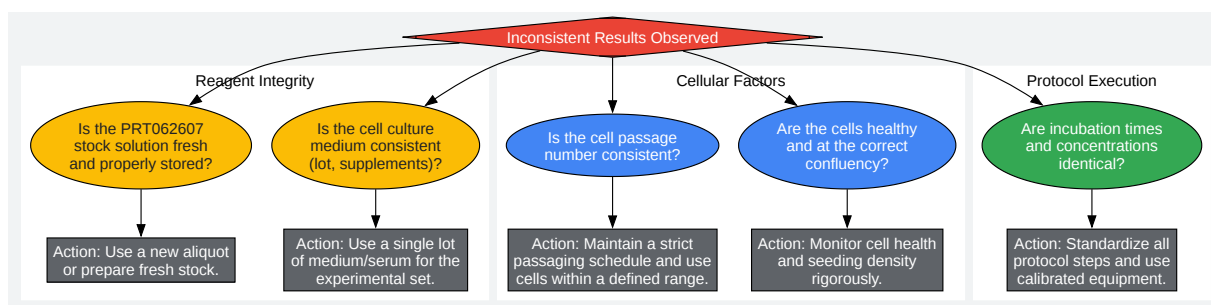 Inconsistent Results Observed
Reagent Integrity
Cellular Factors
Protocol Execution
Is the PRT062607
stock solution fresh
and properly stored?
Is the cell culture
medium consistent
(lot, supplements)?
Is the cell passage
number consistent?
Are the cells healthy
and at the correct
confluency?
Are incubation times
and concentrations
identical?
Action: Use a new aliquot
or prepare fresh stock.
Action: Use a single lot
of medium/serum for the
experimental set.
Action: Maintain a strict
passaging schedule and use
cells within a defined range.
Action: Monitor cell health
and seeding density
rigorously.
Action: Standardize all
protocol steps and use
calibrated equipment.